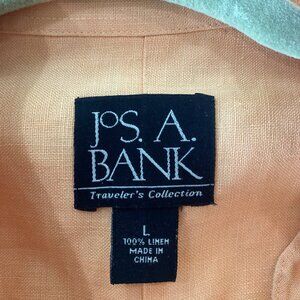 JOS. A.
BANK
Traveler's Collection
L
100% LINEN
MADE IN
CHINA